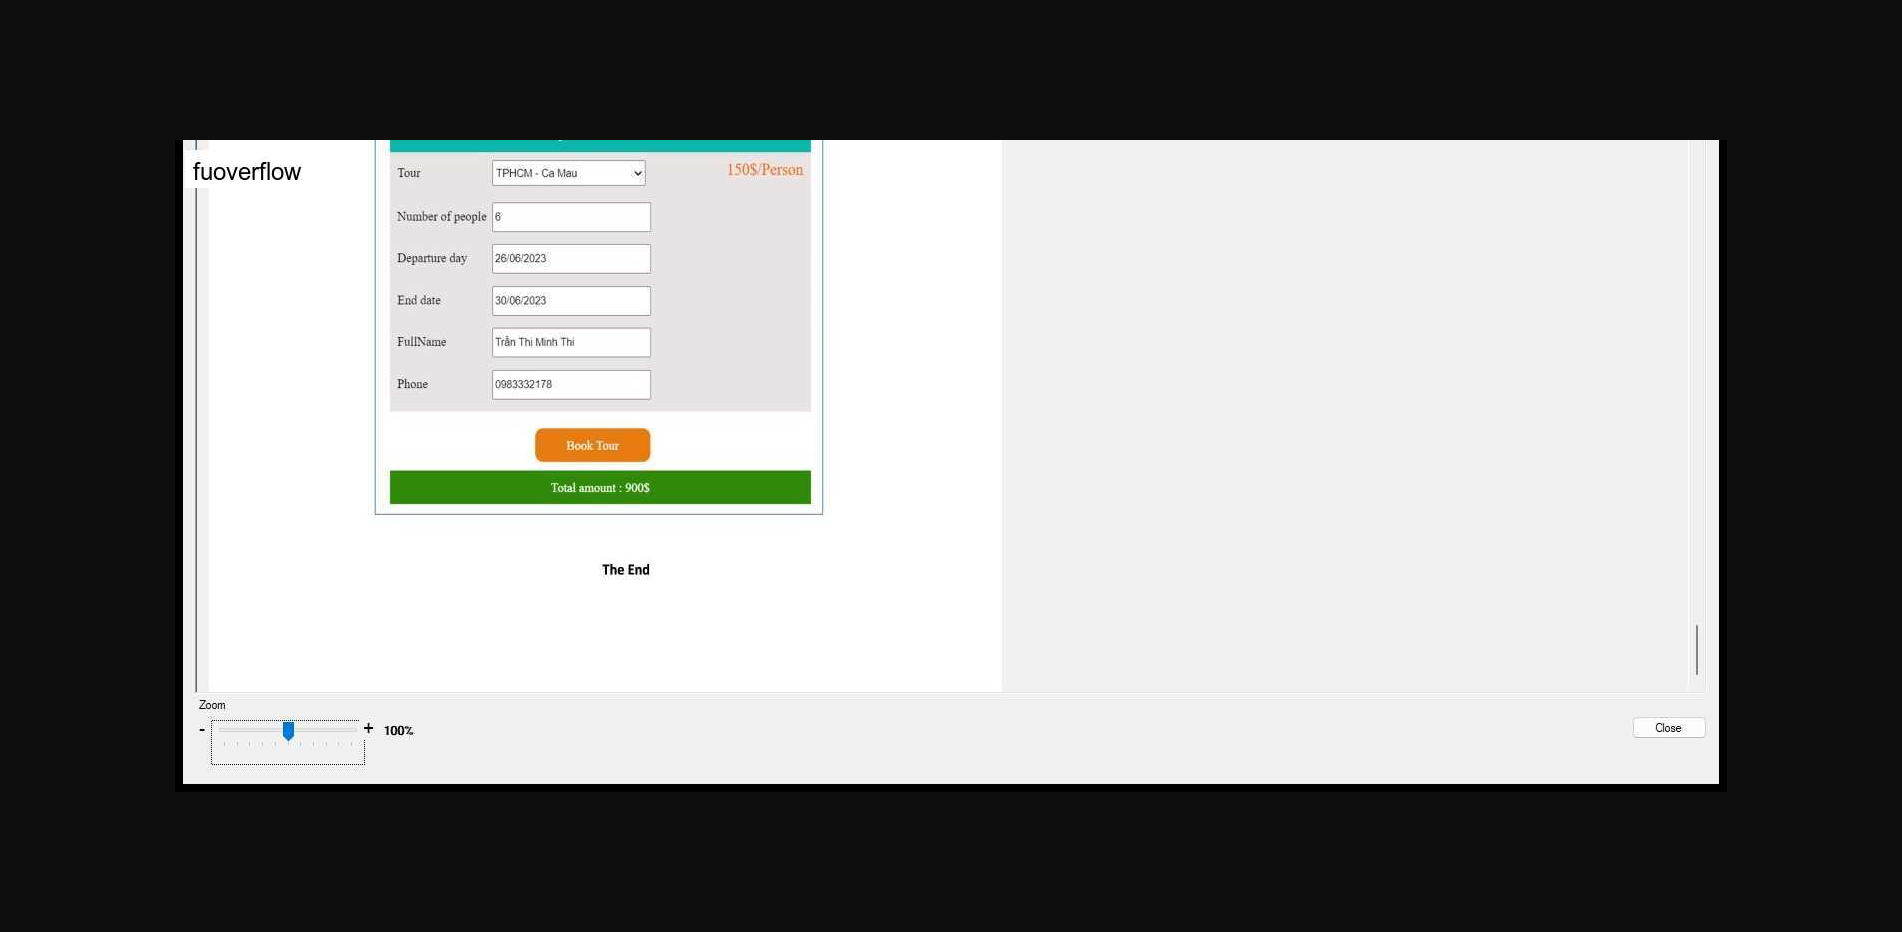 fuoverflow
Tour TPHCM - Ca Mau 150$/Person
Number of people 6
Departure day 26/06/2023
End date 30/06/2023
FullName Trần Thị Minh Thi
Phone 0983332178
Book Tour
Total amount : 900$
The End
Zoom
- + 100%
Close